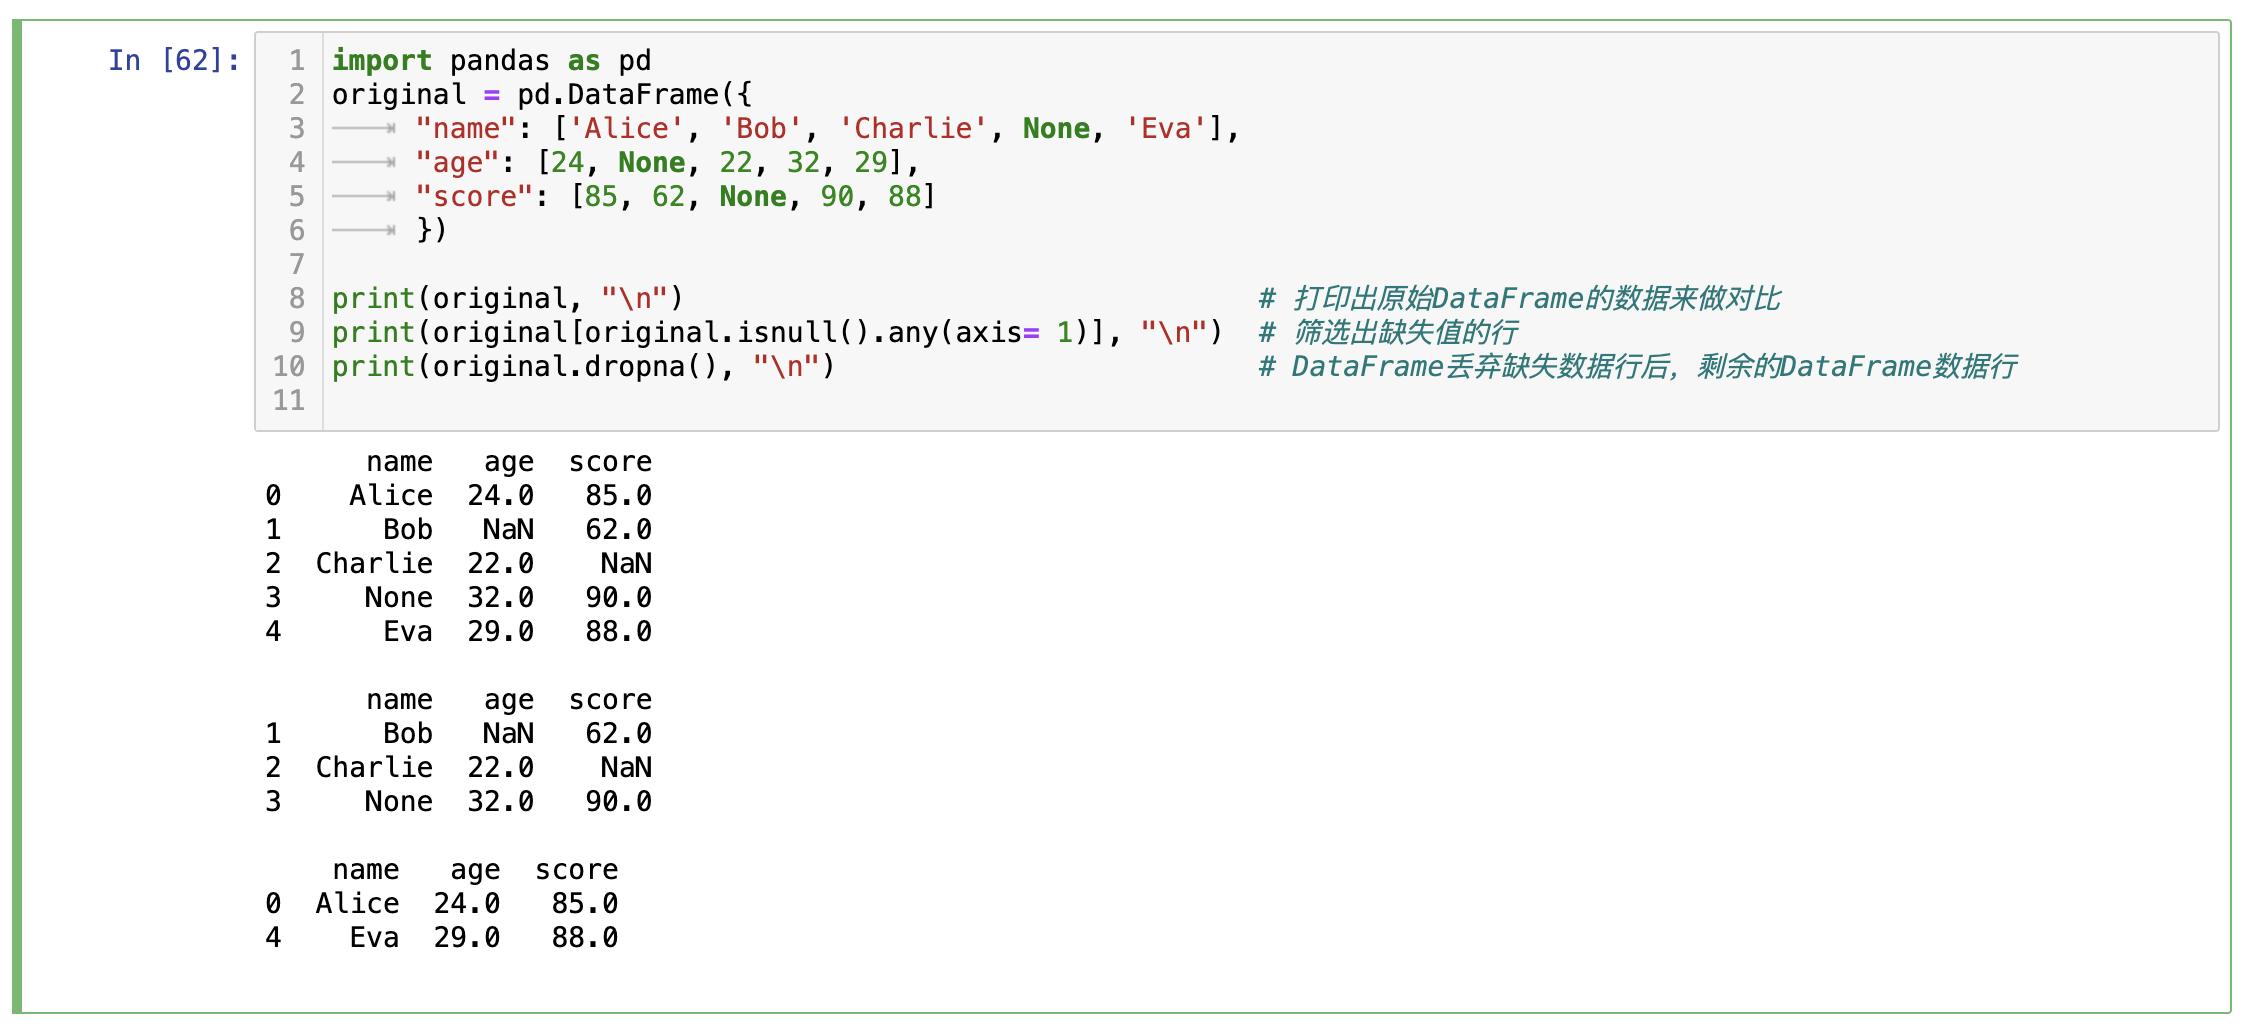 In [62]:
1 import pandas as pd
2 original = pd.DataFrame({
3 "name": ['Alice', 'Bob', 'Charlie', None, 'Eva'],
4 "age": [24, None, 22, 32, 29],
5 "score": [85, 62, None, 90, 88]
6 })
7
8 print(original, "\n") # 打印出原始DataFrame的数据来做对比
9 print(original[original.isnull().any(axis= 1)], "\n") # 筛选出缺失值的行
10 print(original.dropna(), "\n") # DataFrame丢弃缺失数据行后，剩余的DataFrame数据行
11
name age score
0 Alice 24.0 85.0
1 Bob NaN 62.0
2 Charlie 22.0 NaN
3 None 32.0 90.0
4 Eva 29.0 88.0
name age score
1 Bob NaN 62.0
2 Charlie 22.0 NaN
3 None 32.0 90.0
name age score
0 Alice 24.0 85.0
4 Eva 29.0 88.0